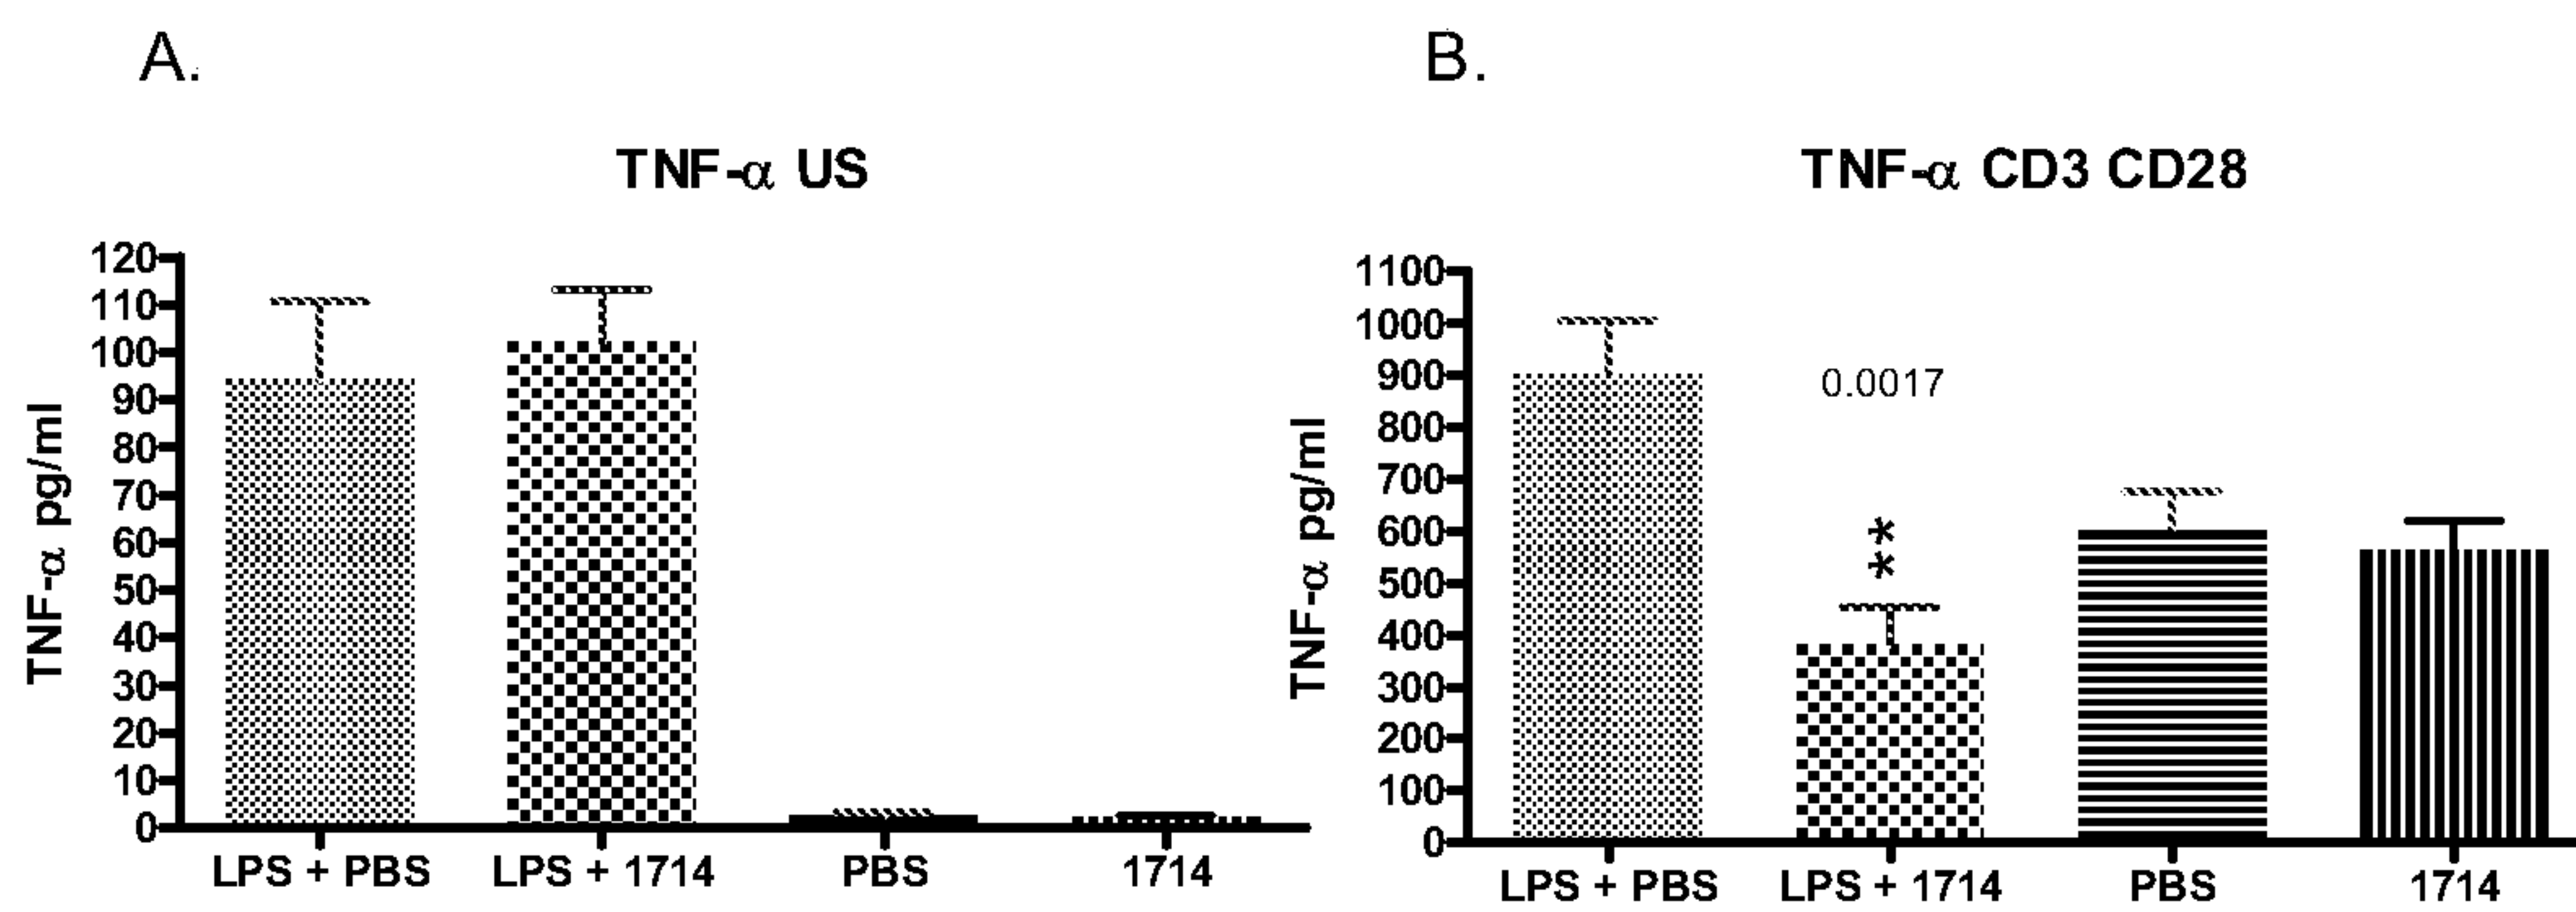 A.
TNF-α US
TNF-α pg/ml
120
110
100
90
80
70
60
50
40
30
20
10
0
LPS + PBS
LPS + 1714
PBS
1714
B.
TNF-α CD3 CD28
TNF-α pg/ml
1100
1000
900
800
700
600
500
400
300
200
100
0
0.0017
**
LPS + PBS
LPS + 1714
PBS
1714